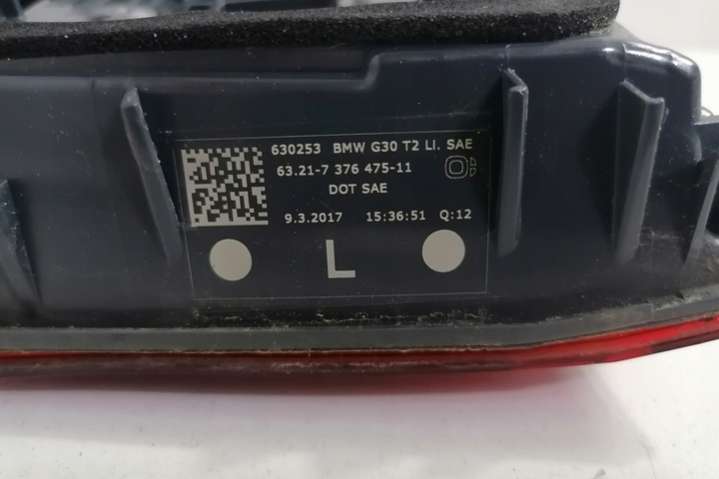 630253 BMW G30 T2 LI. SAE
63.21-7 376 475-11
DOT SAE
9.3.2017 15:36:51 Q:12
L